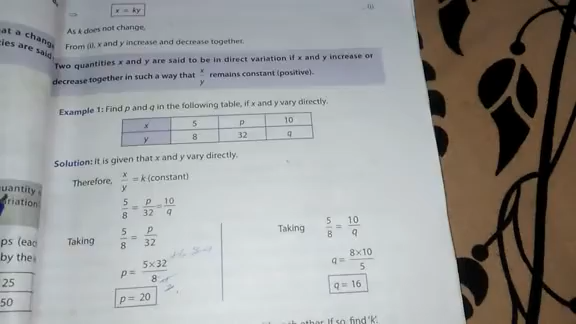 ⇒ x = ky ...(i)
As k does not change,
From (i), x and y increase and decrease together.
at a change
ies are said
Two quantities x and y are said to be in direct variation if x and y increase or
decrease together in such a way that x/y remains constant (positive).
Example 1: Find p and q in the following table, if x and y vary directly.
x 5 p 10
y 8 32 q
Solution: It is given that x and y vary directly.
Therefore, x/y = k (constant)
5/8 = p/32 = 10/q
Taking 5/8 = p/32
p = 5×32/8
p = 20
Taking 5/8 = 10/q
q = 8×10/5
q = 16
uantity
riation
ps (eac
by the
25
50
other. If so, find 'k'.